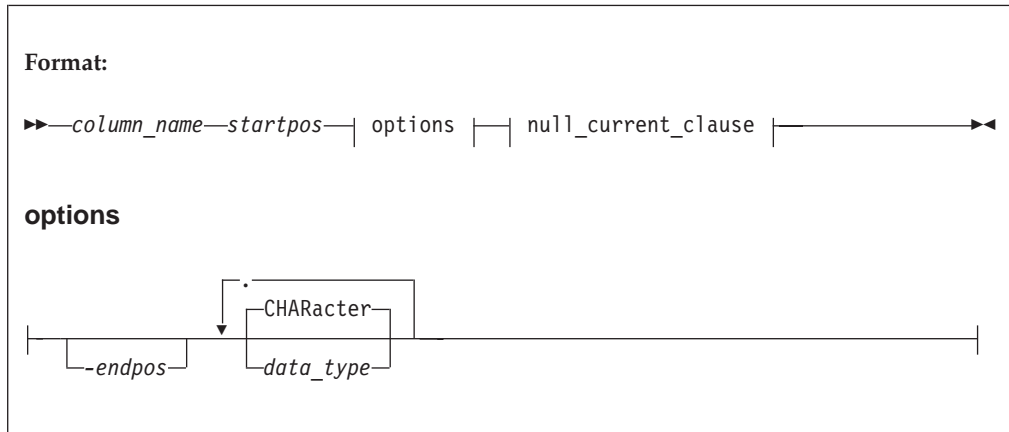 Format:
column_name startpos options null_current_clause
options
.
CHARacter
-endpos data_type